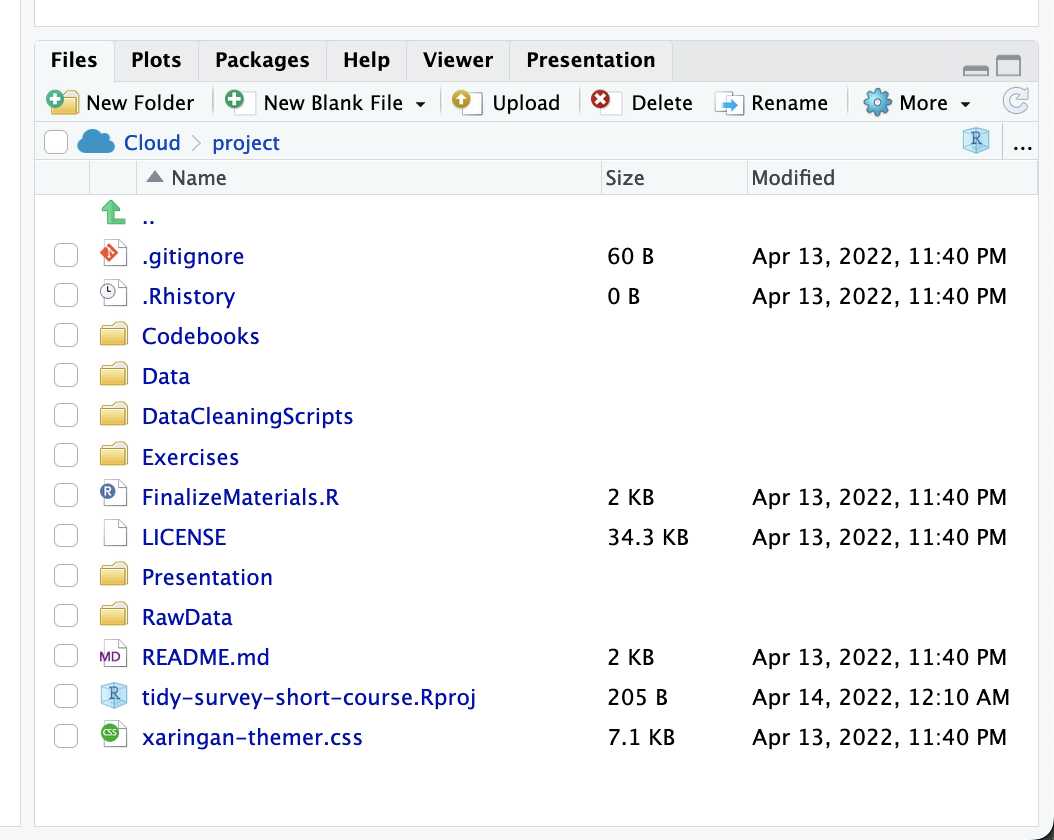 Files Plots Packages Help Viewer Presentation
New Folder New Blank File Upload Delete Rename More
Cloud > project R ...
Name Size Modified
..
.gitignore 60 B Apr 13, 2022, 11:40 PM
.Rhistory 0 B Apr 13, 2022, 11:40 PM
Codebooks
Data
DataCleaningScripts
Exercises
R FinalizeMaterials.R 2 KB Apr 13, 2022, 11:40 PM
LICENSE 34.3 KB Apr 13, 2022, 11:40 PM
Presentation
RawData
MD README.md 2 KB Apr 13, 2022, 11:40 PM
R tidy-survey-short-course.Rproj 205 B Apr 14, 2022, 12:10 AM
CSS xaringan-themer.css 7.1 KB Apr 13, 2022, 11:40 PM